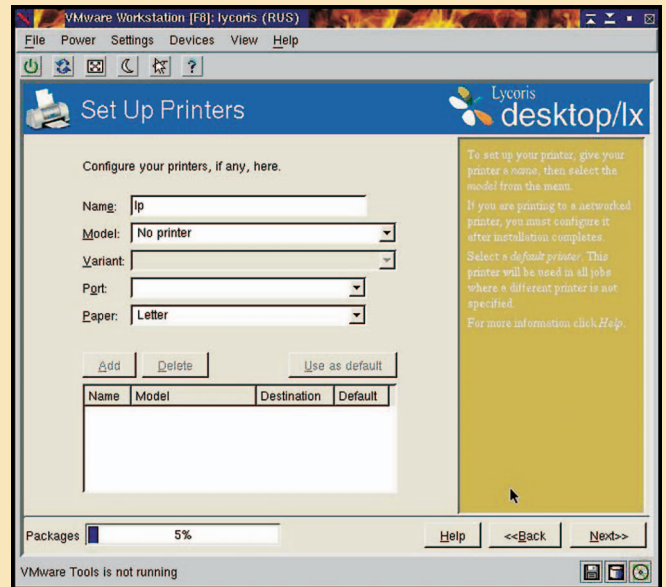 VMware Workstation [F8]: lycoris (RUS)
File Power Settings Devices View Help
?
Set Up Printers
Lycoris
desktop/lx
Configure your printers, if any, here.
Name: lp
Model: No printer
Variant:
Port:
Paper: Letter
Add Delete Use as default
Name Model Destination Default
To set up your printer, give your
printer a name, then select the
model from the menu.
If you are printing to a networked
printer, you must configure it
after installation completes.
Select a default printer. This
printer will be used in all jobs
where a different printer is not
specified.
For more information click Help.
Packages 5%
Help <<Back Next>>
VMware Tools is not running